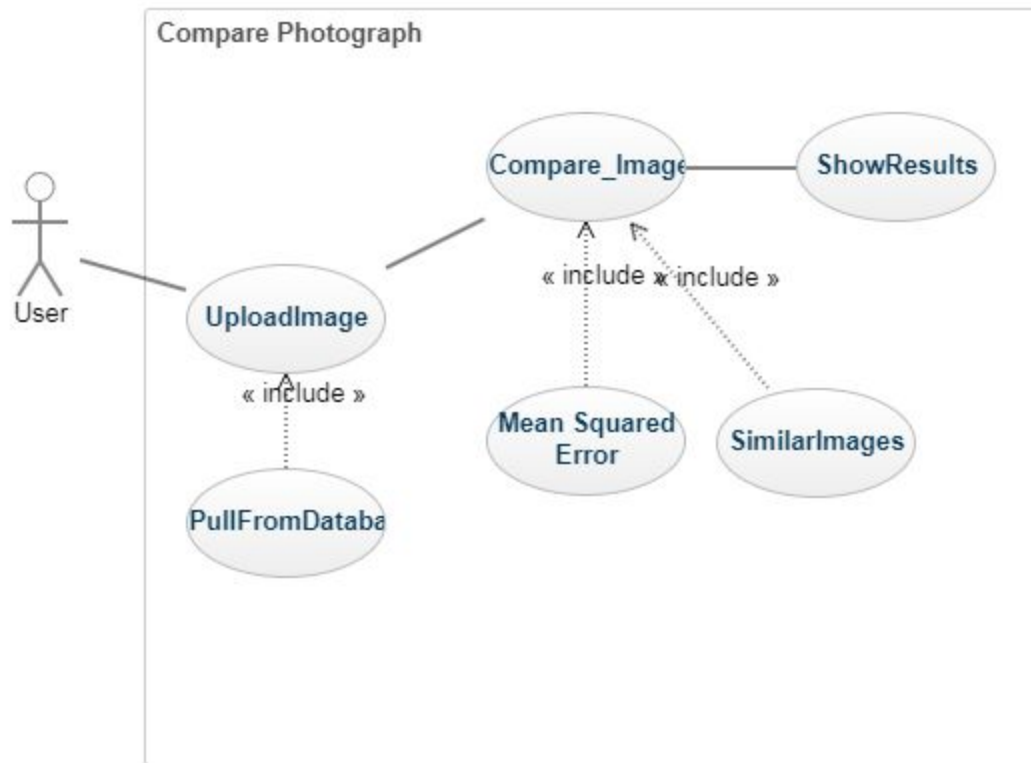 Compare Photograph
Compare_Image
ShowResults
« include »
« include »
User
UploadImage
« include »
Mean Squared
Error
SimilarImages
PullFromDataba